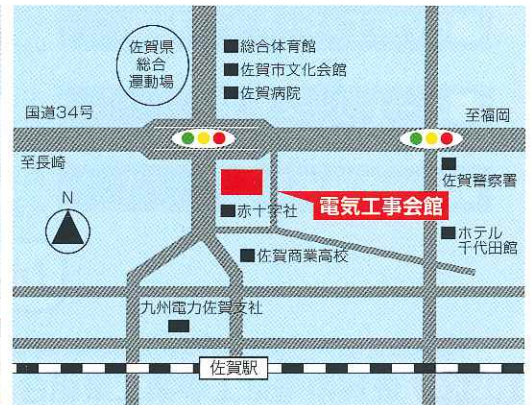 佐賀県
総合
運動場
総合体育館
佐賀市文化会館
佐賀病院
国道34号
至福岡
至長崎
佐賀警察署
N
電気工事会館
赤十字社
ホテル
千代田館
佐賀商業高校
九州電力佐賀支社
佐賀駅